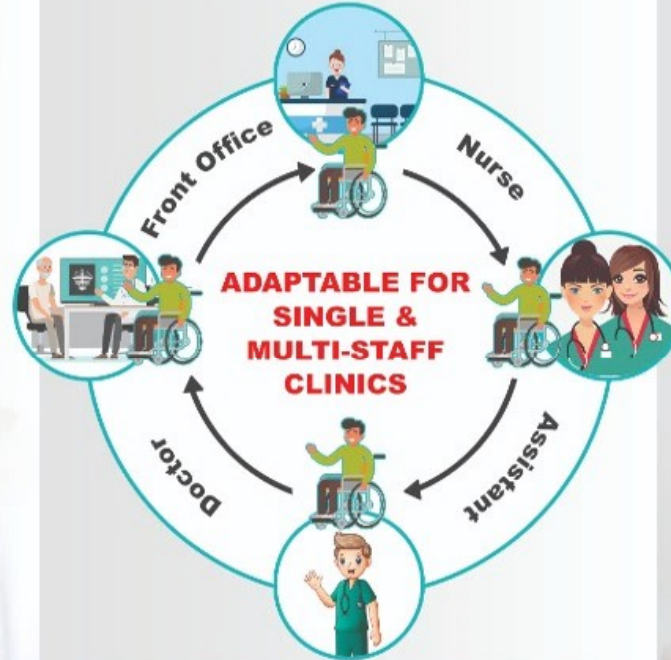 Front Office
Nurse
ADAPTABLE FOR
SINGLE &
MULTI-STAFF
CLINICS
Doctor
Assistant